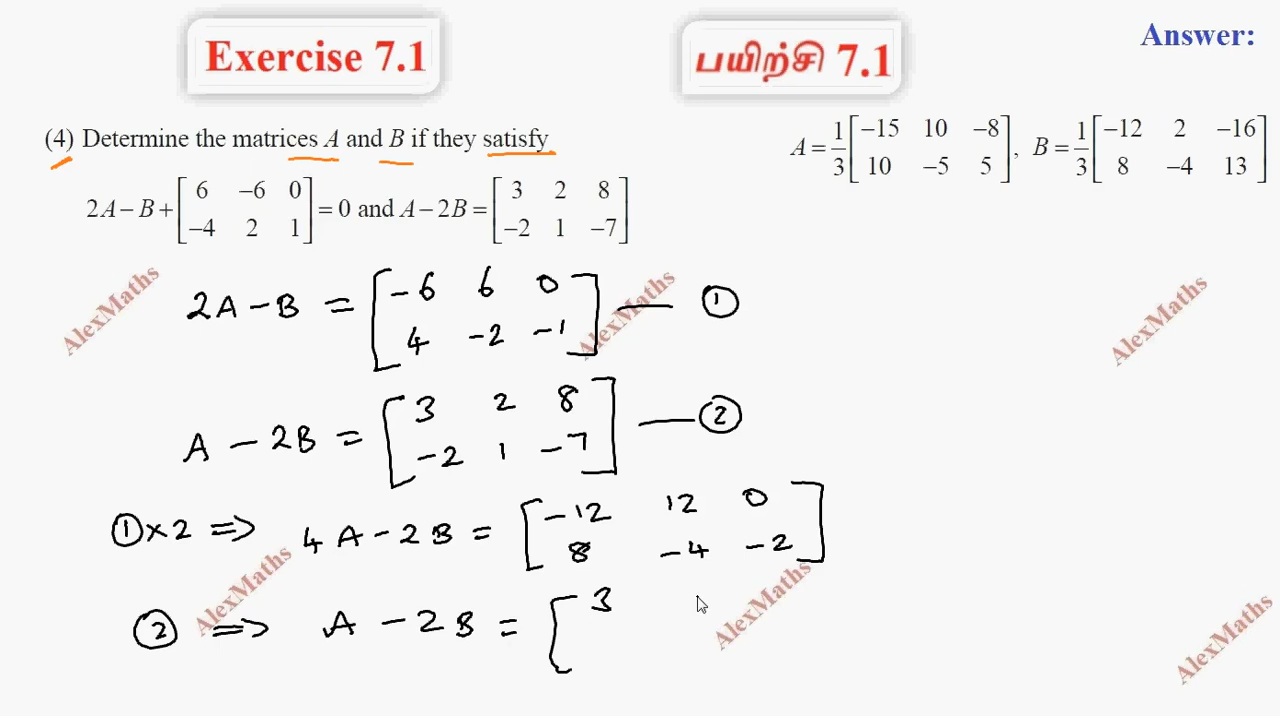 Exercise 7.1
பயிற்சி 7.1
Answer:
(4) Determine the matrices A and B if they satisfy
2A − B + [6 −6 0; −4 2 1] = 0 and A − 2B = [3 2 8; −2 1 −7]
A = 1/3 [−15 10 −8; 10 −5 5], B = 1/3 [−12 2 −16; 8 −4 13]
2A − B = [−6 6 0; 4 −2 −1] — ①
A − 2B = [3 2 8; −2 1 −7] — ②
① × 2 ⇒ 4A − 2B = [−12 12 0; 8 −4 −2]
② ⇒ A − 2B = [3
AlexMaths
AlexMaths
AlexMaths
AlexMaths
AlexMaths
AlexMaths